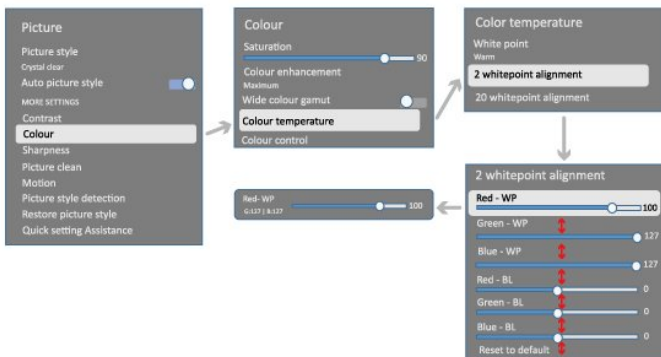 Picture
Picture style
Crystal clear
Auto picture style
MORE SETTINGS
Contrast
Colour
Sharpness
Picture clean
Motion
Picture style detection
Restore picture style
Quick setting Assistance
Colour
Saturation
90
Colour enhancement
Maximum
Wide colour gamut
Colour temperature
Colour control
Color temperature
White point
Warm
2 whitepoint alignment
20 whitepoint alignment
2 whitepoint alignment
Red - WP
100
Green - WP
127
Blue - WP
127
Red - BL
0
Green - BL
0
Blue - BL
0
Reset to default
Red- WP
G:127 | B:127
100